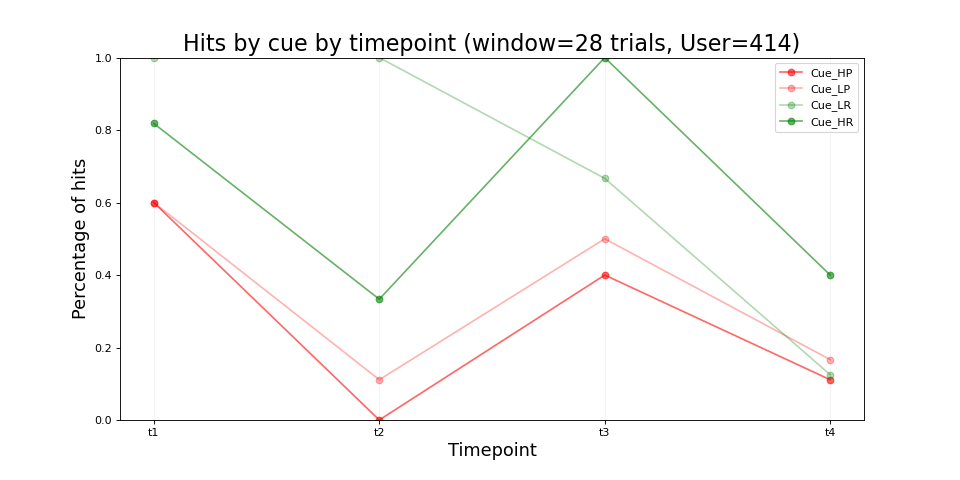 Hits by cue by timepoint (window=28 trials, User=414)
Percentage of hits
1.0
0.8
0.6
0.4
0.2
0.0
Cue_HP
Cue_LP
Cue_LR
Cue_HR
t1
t2
t3
t4
Timepoint